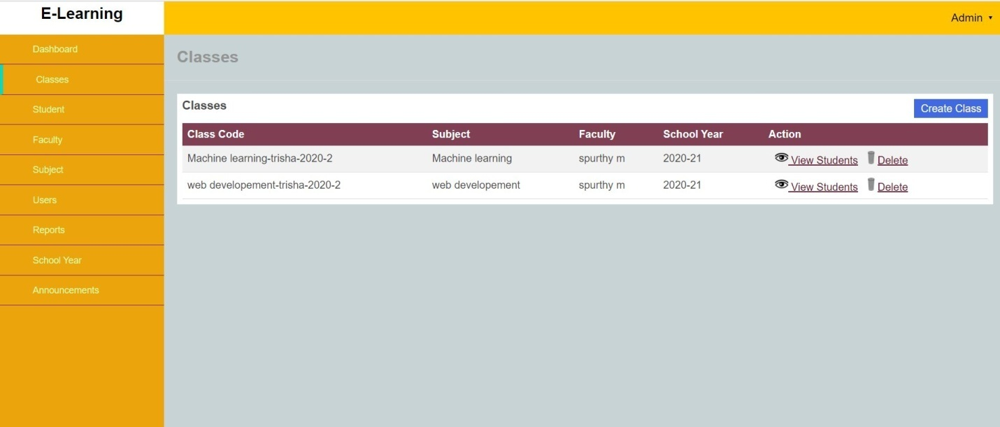 E-Learning
Admin
Dashboard
Classes
Student
Faculty
Subject
Users
Reports
School Year
Announcements
Classes
Classes
Create Class
Class Code Subject Faculty School Year Action
Machine learning-trisha-2020-2 Machine learning spurthy m 2020-21 View Students Delete
web developement-trisha-2020-2 web developement spurthy m 2020-21 View Students Delete